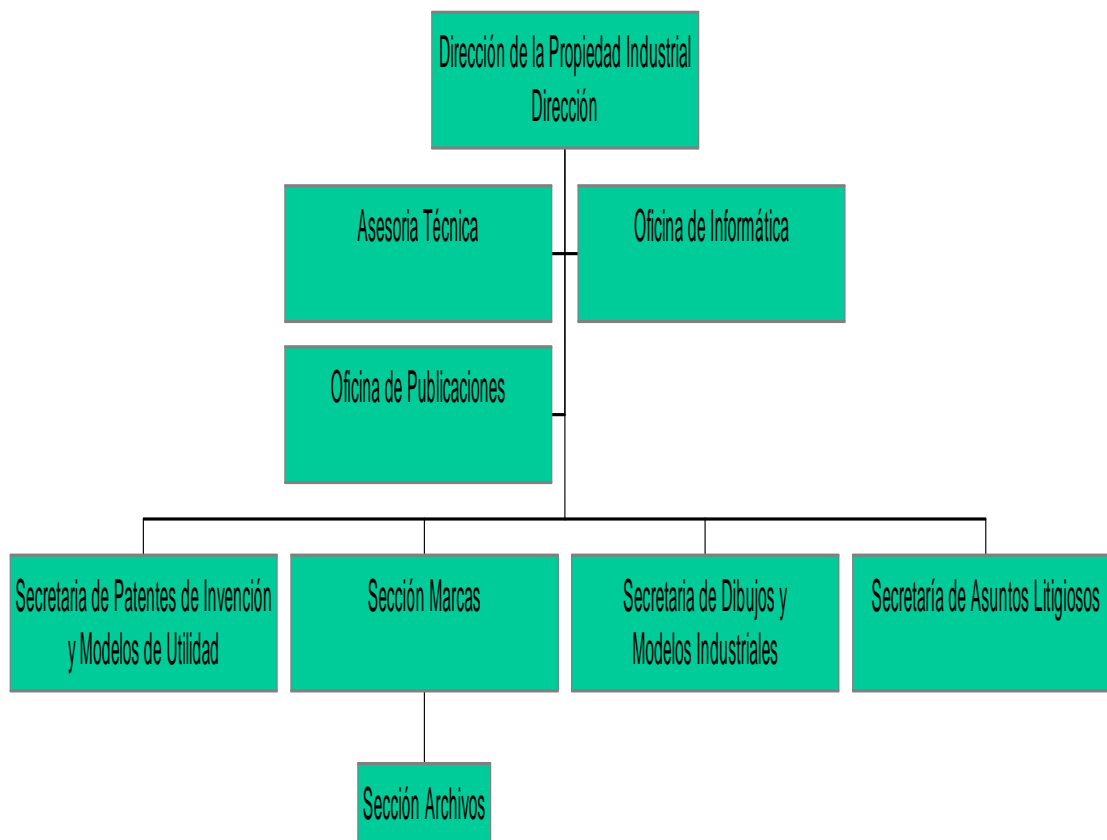 Dirección de la Propiedad Industrial
Dirección
Asesoria Técnica
Oficina de Informática
Oficina de Publicaciones
Secretaria de Patentes de Invención
y Modelos de Utilidad
Sección Marcas
Secretaria de Dibujos y
Modelos Industriales
Secretaría de Asuntos Litigiosos
Sección Archivos